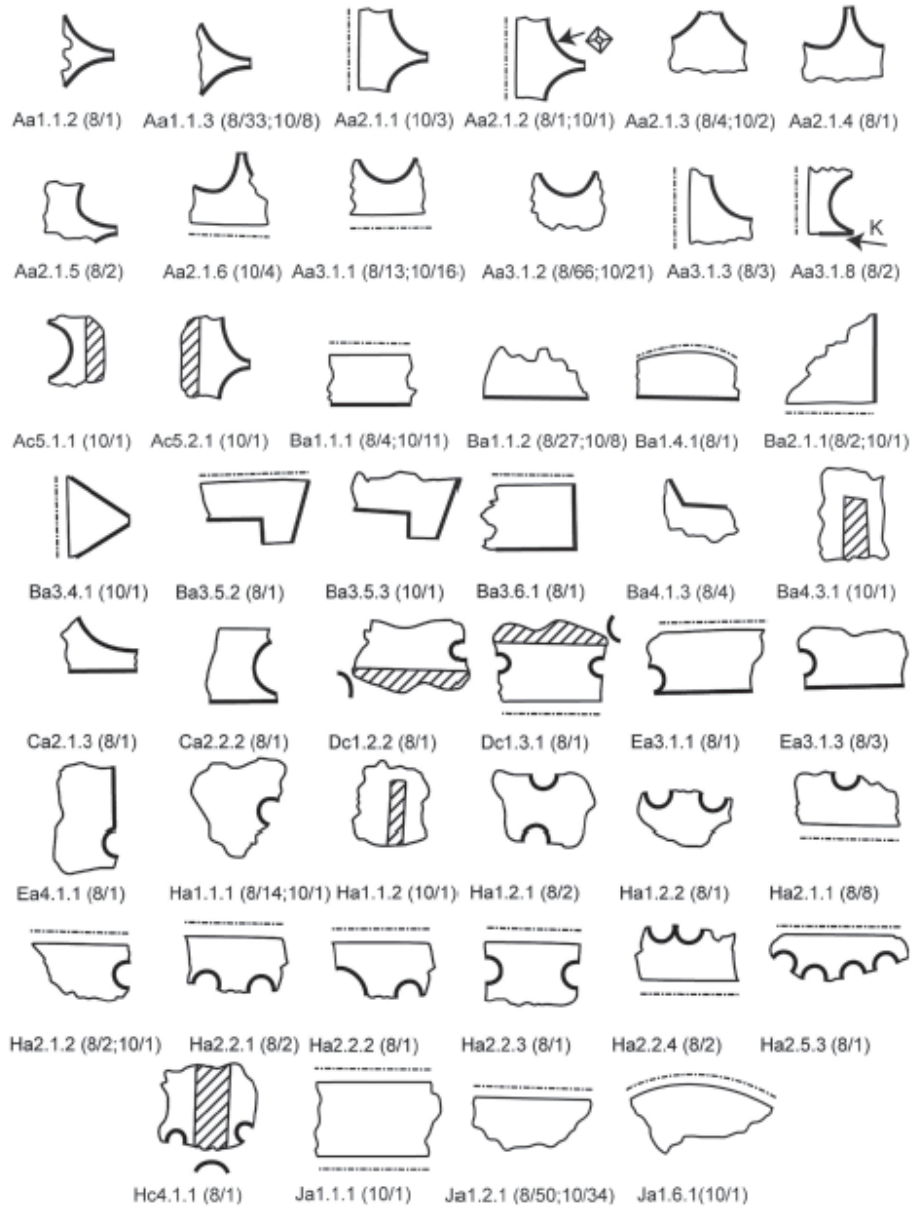 Aa1.1.2 (8/1) Aa1.1.3 (8/33;10/8) Aa2.1.1 (10/3) Aa2.1.2 (8/1;10/1) Aa2.1.3 (8/4;10/2) Aa2.1.4 (8/1)
K
Aa2.1.5 (8/2) Aa2.1.6 (10/4) Aa3.1.1 (8/13;10/16) Aa3.1.2 (8/66;10/21) Aa3.1.3 (8/3) Aa3.1.8 (8/2)
Ac5.1.1 (10/1) Ac5.2.1 (10/1) Ba1.1.1 (8/4;10/11) Ba1.1.2 (8/27;10/8) Ba1.4.1(8/1) Ba2.1.1(8/2;10/1)
Ba3.4.1 (10/1) Ba3.5.2 (8/1) Ba3.5.3 (10/1) Ba3.6.1 (8/1) Ba4.1.3 (8/4) Ba4.3.1 (10/1)
Ca2.1.3 (8/1) Ca2.2.2 (8/1) Dc1.2.2 (8/1) Dc1.3.1 (8/1) Ea3.1.1 (8/1) Ea3.1.3 (8/3)
Ea4.1.1 (8/1) Ha1.1.1 (8/14;10/1) Ha1.1.2 (10/1) Ha1.2.1 (8/2) Ha1.2.2 (8/1) Ha2.1.1 (8/8)
Ha2.1.2 (8/2;10/1) Ha2.2.1 (8/2) Ha2.2.2 (8/1) Ha2.2.3 (8/1) Ha2.2.4 (8/2) Ha2.5.3 (8/1)
Hc4.1.1 (8/1) Ja1.1.1 (10/1) Ja1.2.1 (8/50;10/34) Ja1.6.1(10/1)